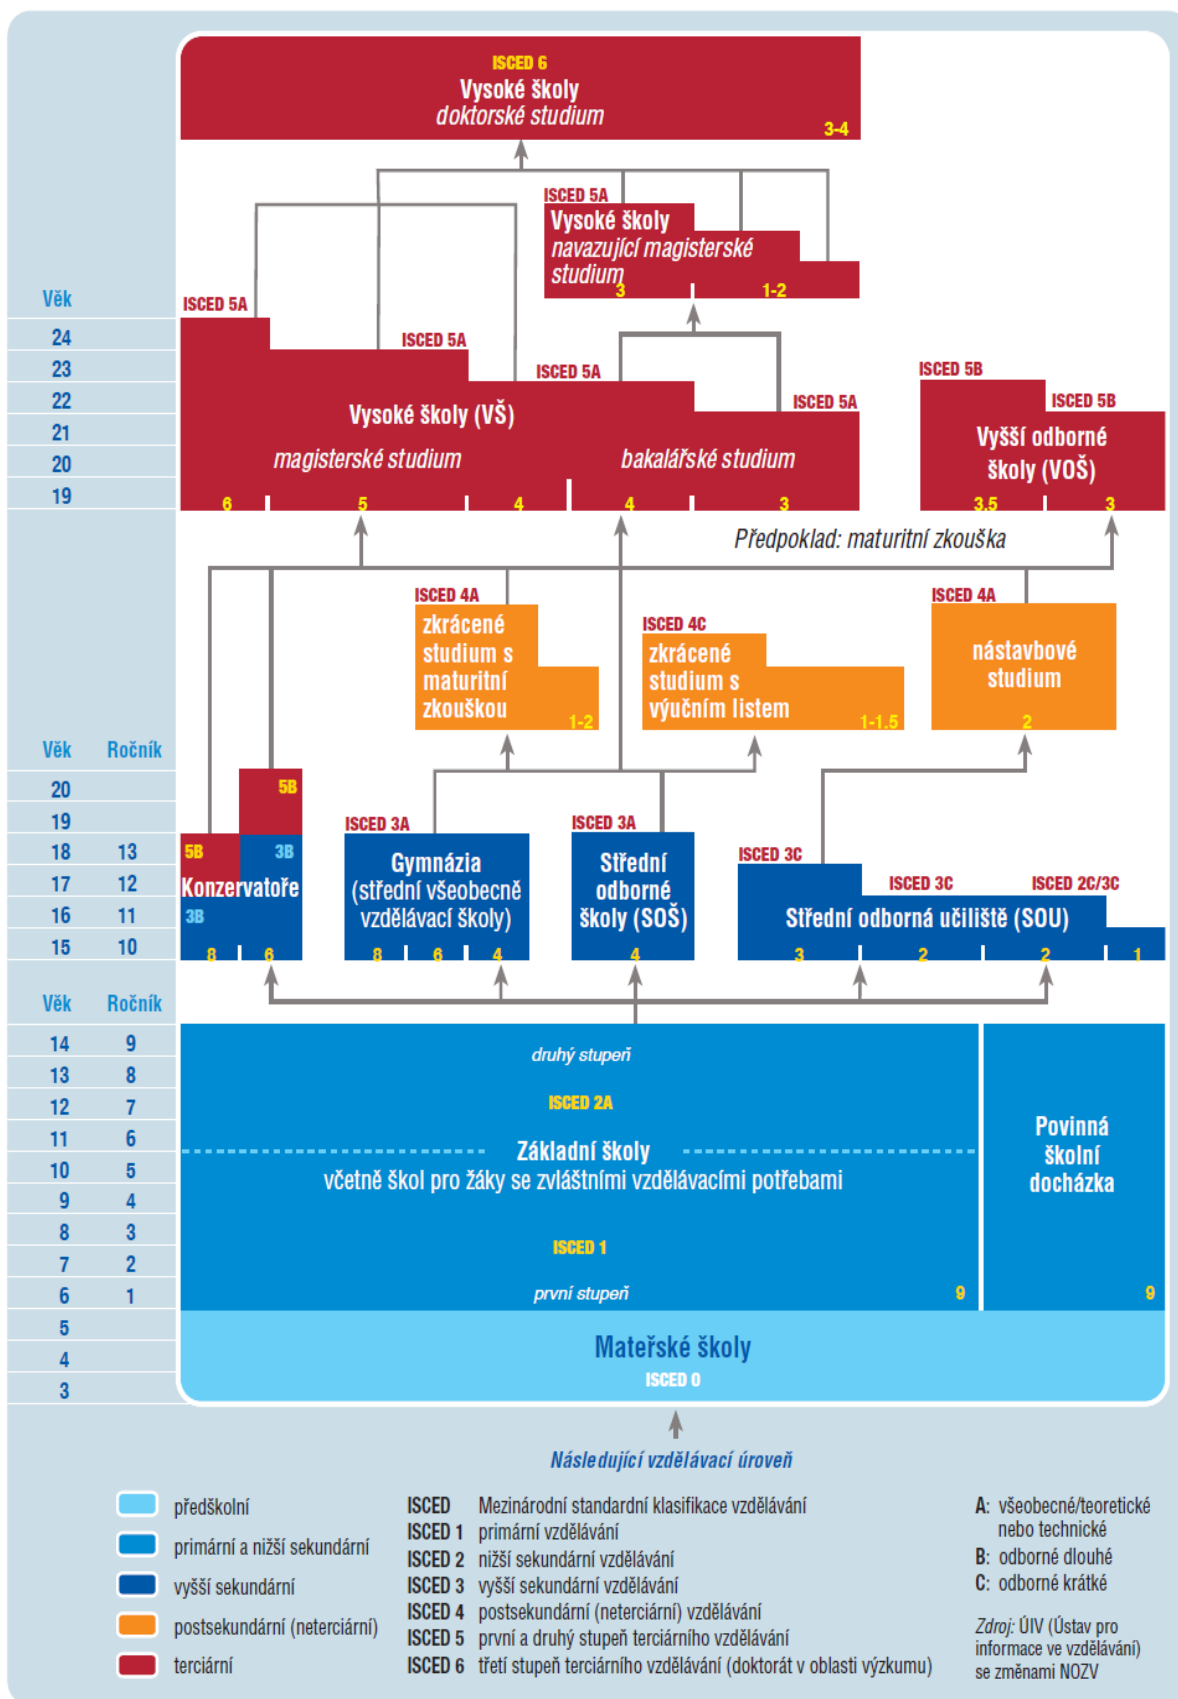 ISCED 6
Vysoké školy
doktorské studium
3-4
ISCED 5A
Vysoké školy
navazující magisterské
studium
3
1-2
Věk
ISCED 5A
ISCED 5A
ISCED 5A
ISCED 5A
ISCED 5B
ISCED 5B
24
23
22
21
20
19
Vysoké školy (VŠ)
magisterské studium
bakalářské studium
6
5
4
4
3
Vyšší odborné
školy (VOŠ)
3.5
3
Předpoklad: maturitní zkouška
ISCED 4A
zkrácené
studium s
maturitní
zkouškou
1-2
ISCED 4C
zkrácené
studium s
výučním listem
1-1.5
ISCED 4A
nástavbové
studium
2
Věk Ročník
20
19
18 13
17 12
16 11
15 10
5B
5B
3B
Konzervatoře
3B
8
6
ISCED 3A
Gymnázia
(střední všeobecně
vzdělávací školy)
8
6
4
ISCED 3A
Střední
odborné
školy (SOŠ)
4
ISCED 3C
ISCED 3C
ISCED 2C/3C
Střední odborná učiliště (SOU)
3
2
2
1
Věk Ročník
14 9
13 8
12 7
11 6
10 5
9 4
8 3
7 2
6 1
5
4
3
druhý stupeň
ISCED 2A
Základní školy
včetně škol pro žáky se zvláštními vzdělávacími potřebami
ISCED 1
první stupeň
9
Povinná
školní
docházka
9
Mateřské školy
ISCED 0
Následující vzdělávací úroveň
předškolní
primární a nižší sekundární
vyšší sekundární
postsekundární (neterciární)
terciární
ISCED Mezinárodní standardní klasifikace vzdělávání
ISCED 1 primární vzdělávání
ISCED 2 nižší sekundární vzdělávání
ISCED 3 vyšší sekundární vzdělávání
ISCED 4 postsekundární (neterciární) vzdělávání
ISCED 5 první a druhý stupeň terciárního vzdělávání
ISCED 6 třetí stupeň terciárního vzdělávání (doktorát v oblasti výzkumu)
A: všeobecné/teoretické
nebo technické
B: odborné dlouhé
C: odborné krátké
Zdroj: ÚIV (Ústav pro
informace ve vzdělávání)
se změnami NOZV